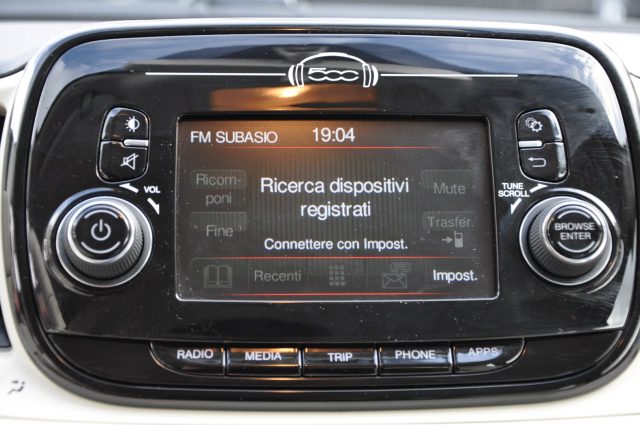 500
FM SUBASIO 19:04
Ricom-
poni
Ricerca dispositivi
registrati
Mute
Fine
Trasfer.
Connettere con Impost.
Recenti
Impost.
VOL
TUNE
SCROLL
BROWSE
ENTER
RADIO
MEDIA
TRIP
PHONE
APPS